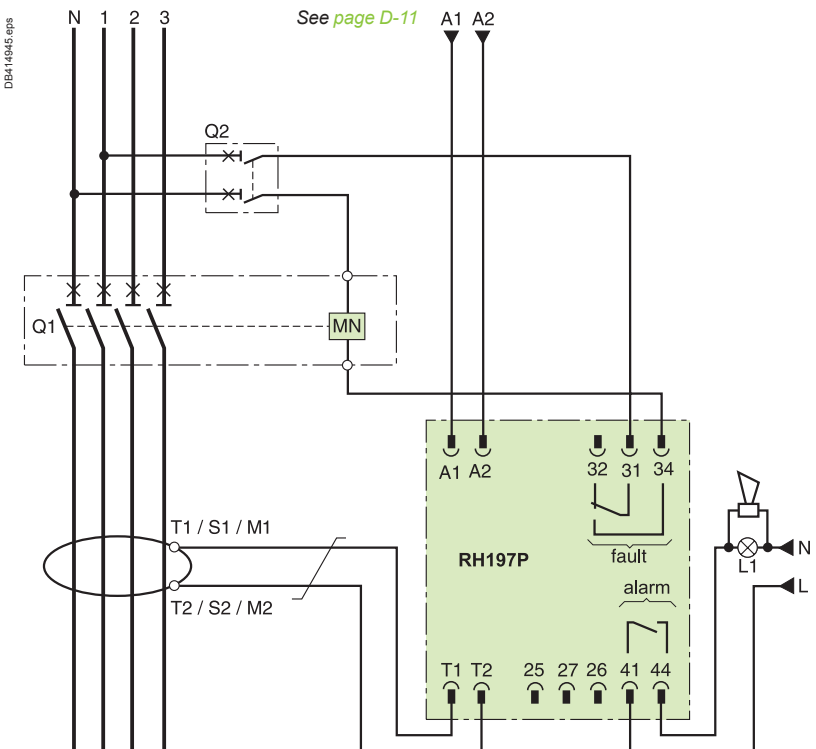 DB414945.eps
N 1 2 3
See page D-11
A1 A2
Q2
Q1
MN
A1 A2
32 31 34
T1 / S1 / M1
RH197P
fault
N
L1
alarm
L
T2 / S2 / M2
T1 T2 25 27 26 41 44